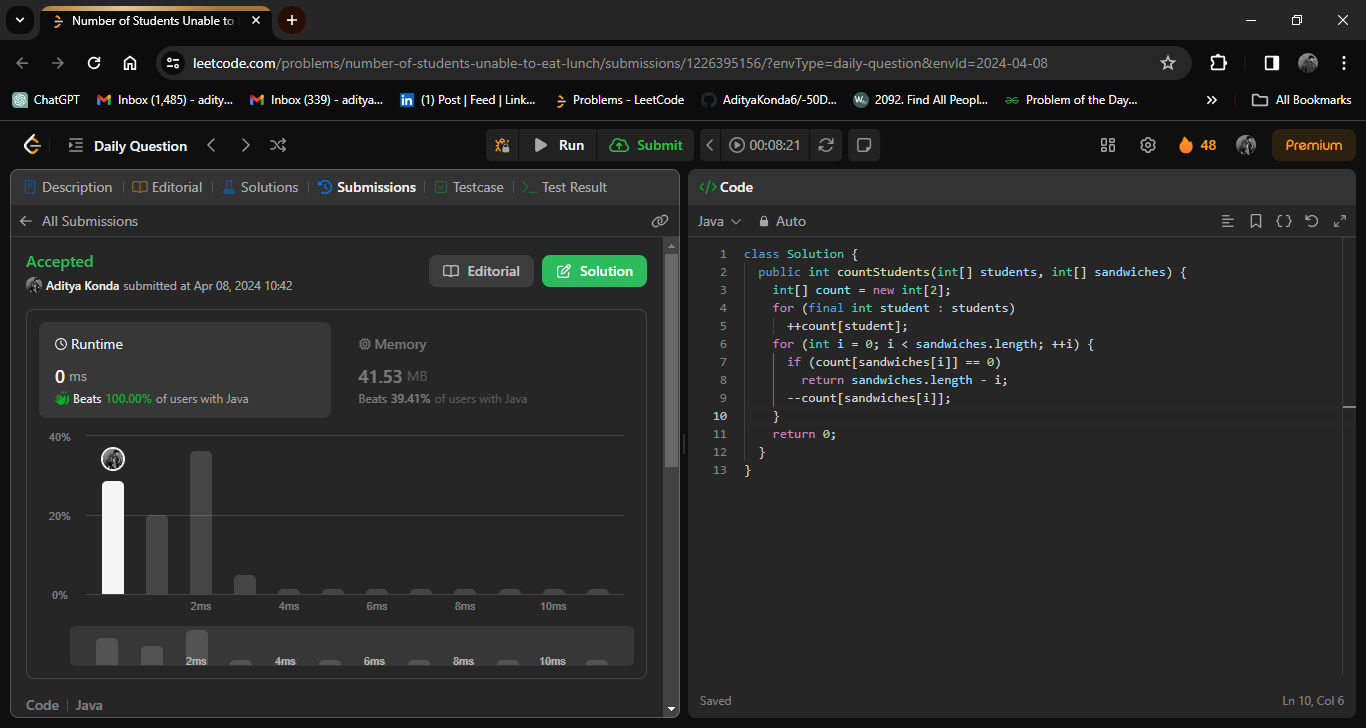 Number of Students Unable to
leetcode.com/problems/number-of-students-unable-to-eat-lunch/submissions/1226395156/?envType=daily-question&envId=2024-04-08
ChatGPT
Inbox (1,485) - adity...
Inbox (339) - aditya...
(1) Post | Feed | Link...
Problems - LeetCode
AdityaKonda6/-50D...
2092. Find All Peopl...
Problem of the Day...
»
All Bookmarks
Daily Question
Run
Submit
00:08:21
48
Premium
Description
Editorial
Solutions
Submissions
Testcase
Test Result
All Submissions
Accepted
Aditya Konda submitted at Apr 08, 2024 10:42
Editorial
Solution
Runtime
0 ms
Beats 100.00% of users with Java
Memory
41.53 MB
Beats 39.41% of users with Java
40%
20%
0%
2ms 4ms 6ms 8ms 10ms
2ms 4ms 6ms 8ms 10ms
Code | Java
</> Code
Java
Auto
1 class Solution {
2 public int countStudents(int[] students, int[] sandwiches) {
3 int[] count = new int[2];
4 for (final int student : students)
5 ++count[student];
6 for (int i = 0; i < sandwiches.length; ++i) {
7 if (count[sandwiches[i]] == 0)
8 return sandwiches.length - i;
9 --count[sandwiches[i]];
10 }
11 return 0;
12 }
13 }
Saved
Ln 10, Col 6